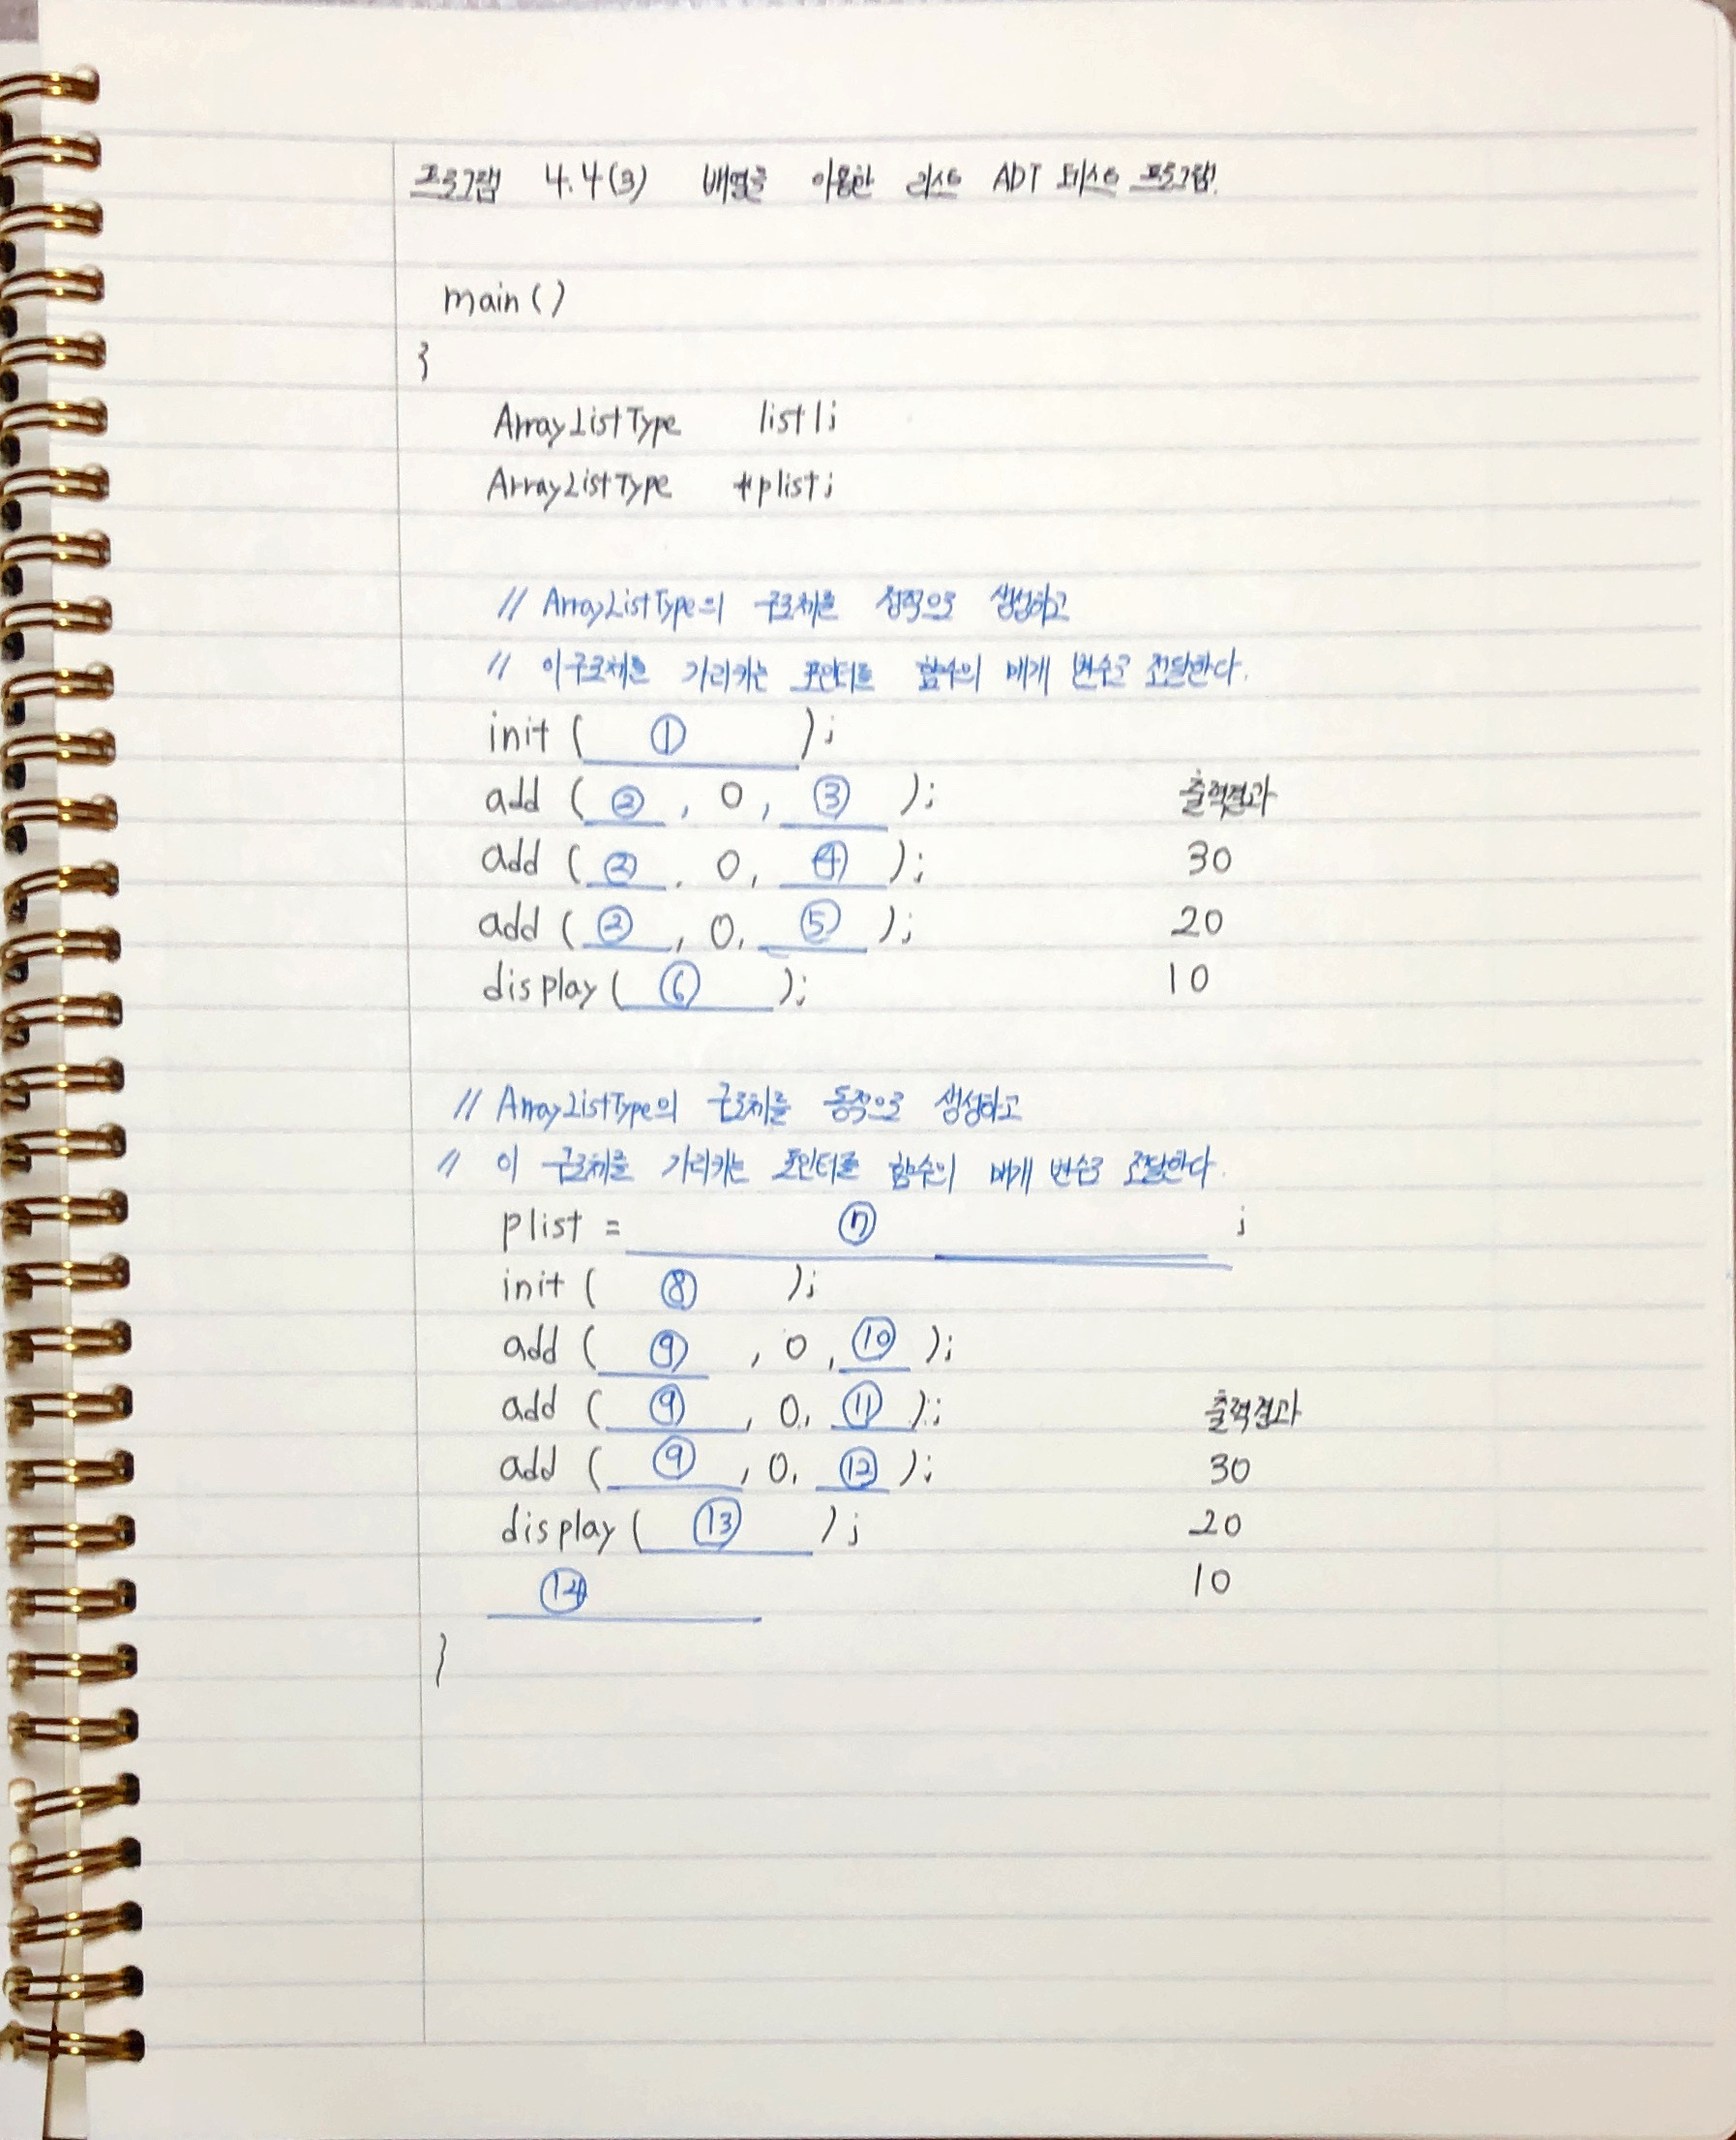 프로그램 4.4(3) 배열을 이용한 리스트 ADT 테스트 프로그램
main()
{
ArrayListType list1;
ArrayListType *plist;
// ArrayListType의 구조체를 정적으로 생성하고
// 이 구조체를 가리키는 포인터를 함수의 매개 변수로 전달한다.
init ( ① );
add ( ② , 0, ③ ); 출력결과
add ( ② , 0, ④ ); 30
add ( ② , 0, ⑤ ); 20
display( ⑥ ); 10
// ArrayListType의 구조체를 동적으로 생성하고
// 이 구조체를 가리키는 포인터를 함수의 매개 변수로 전달한다.
plist = ⑦ ;
init ( ⑧ );
add ( ⑨ , 0, ⑩ );
add ( ⑨ , 0, ⑪ ); 출력결과
add ( ⑨ , 0, ⑫ ); 30
display( ⑬ ); 20
⑭ 10
}